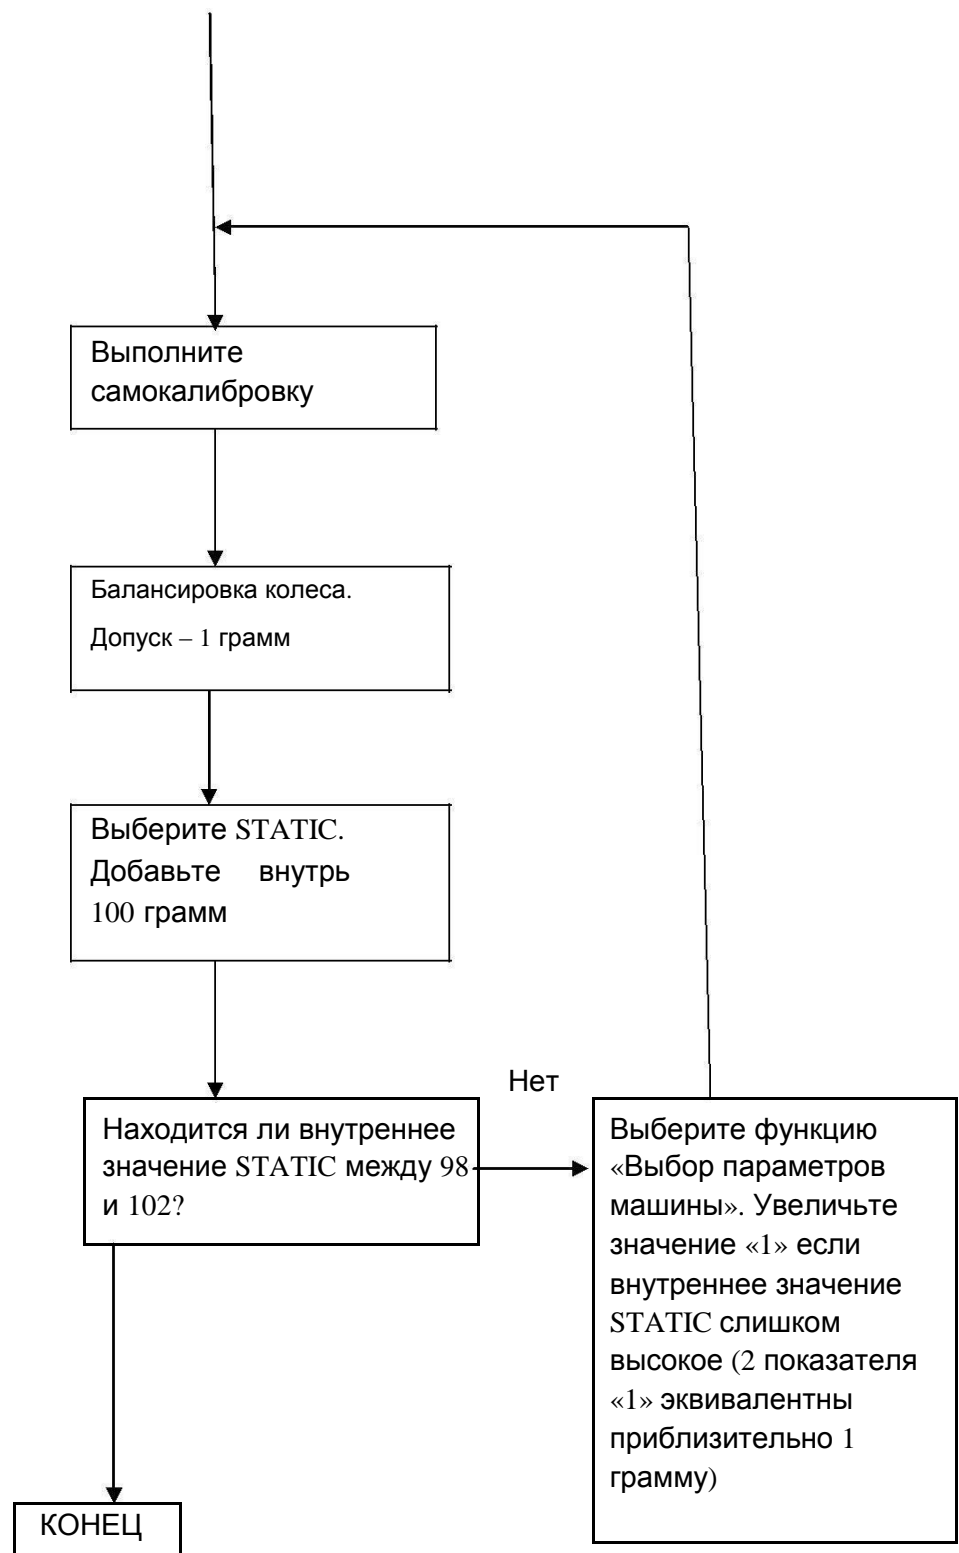 Выполните
самокалибровку
Балансировка колеса.
Допуск – 1 грамм
Выберите STATIC.
Добавьте внутрь
100 грамм
Нет
Находится ли внутреннее
значение STATIC между 98
и 102?
Выберите функцию
«Выбор параметров
машины». Увеличьте
значение «1» если
внутреннее значение
STATIC слишком
высокое (2 показателя
«1» эквивалентны
приблизительно 1
грамму)
КОНЕЦ